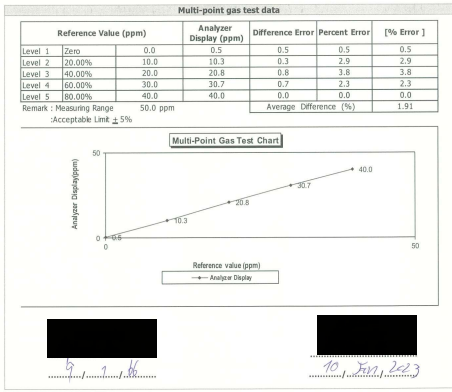 Multi-point gas test data
Reference Value (ppm) Analyzer Display (ppm) Difference Error Percent Error [% Error ]
Level 1 Zero 0.0 0.5 0.5 0.5 0.5
Level 2 20.00% 10.0 10.3 0.3 2.9 2.9
Level 3 40.00% 20.0 20.8 0.8 3.8 3.8
Level 4 60.00% 30.0 30.7 0.7 2.3 2.3
Level 5 80.00% 40.0 40.0 0.0 0.0 0.0
Remark : Measuring Range 50.0 ppm Average Difference (%) 1.91
:Acceptable Limit ± 5%
Multi-Point Gas Test Chart
50
Analyzer Display(ppm)
40.0
30.7
20.8
10.3
0 0.5
0 50
Reference value (ppm)
Analyzer Display
9 / 1 / 66 10 / Jan / 2023